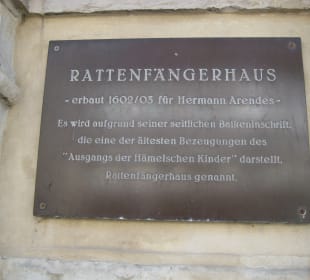 RATTENFÄNGERHAUS
- erbaut 1602/03 für Hermann Arendes -
Es wird aufgrund seiner seitlichen Balkeninschrift,
die eine der ältesten Bezeugungen des
"Ausgangs der Hämelschen Kinder" darstellt,
Rattenfängerhaus genannt.